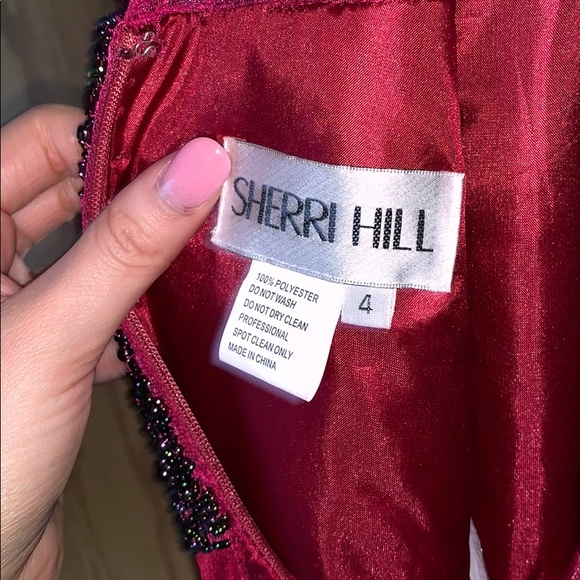 SHERRI HILL
4
100% POLYESTER
DO NOT WASH
DO NOT DRY CLEAN
PROFESSIONAL
SPOT CLEAN ONLY
MADE IN CHINA